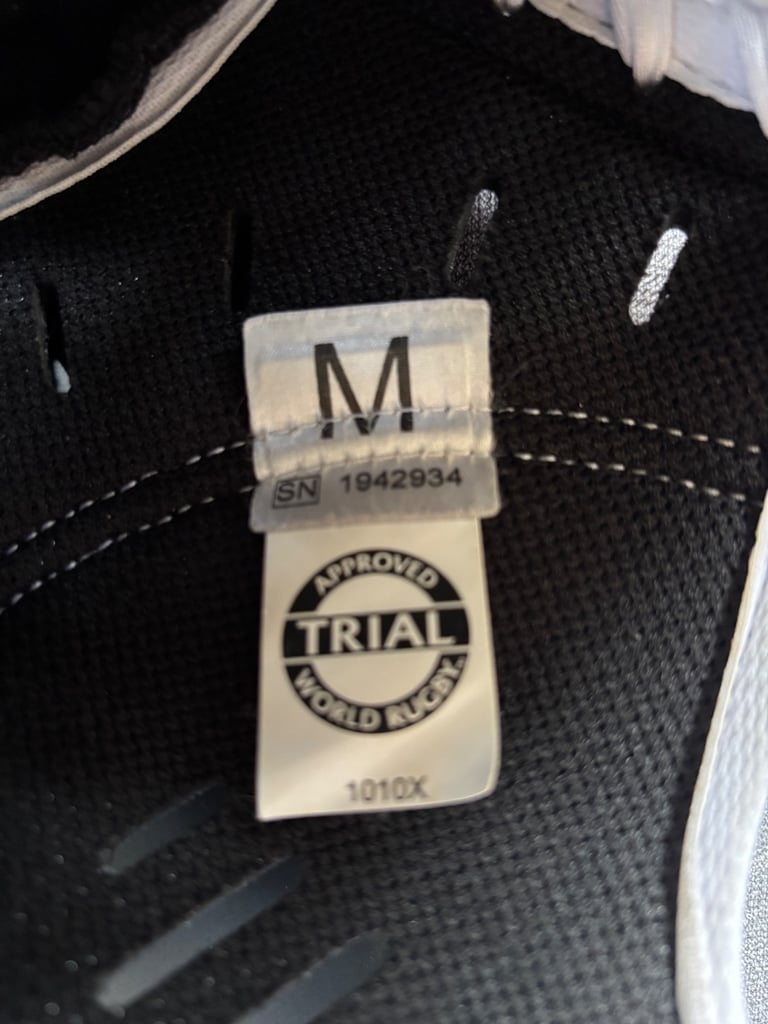 M
SN 1942934
APPROVED
TRIAL
WORLD RUGBY.
1010X